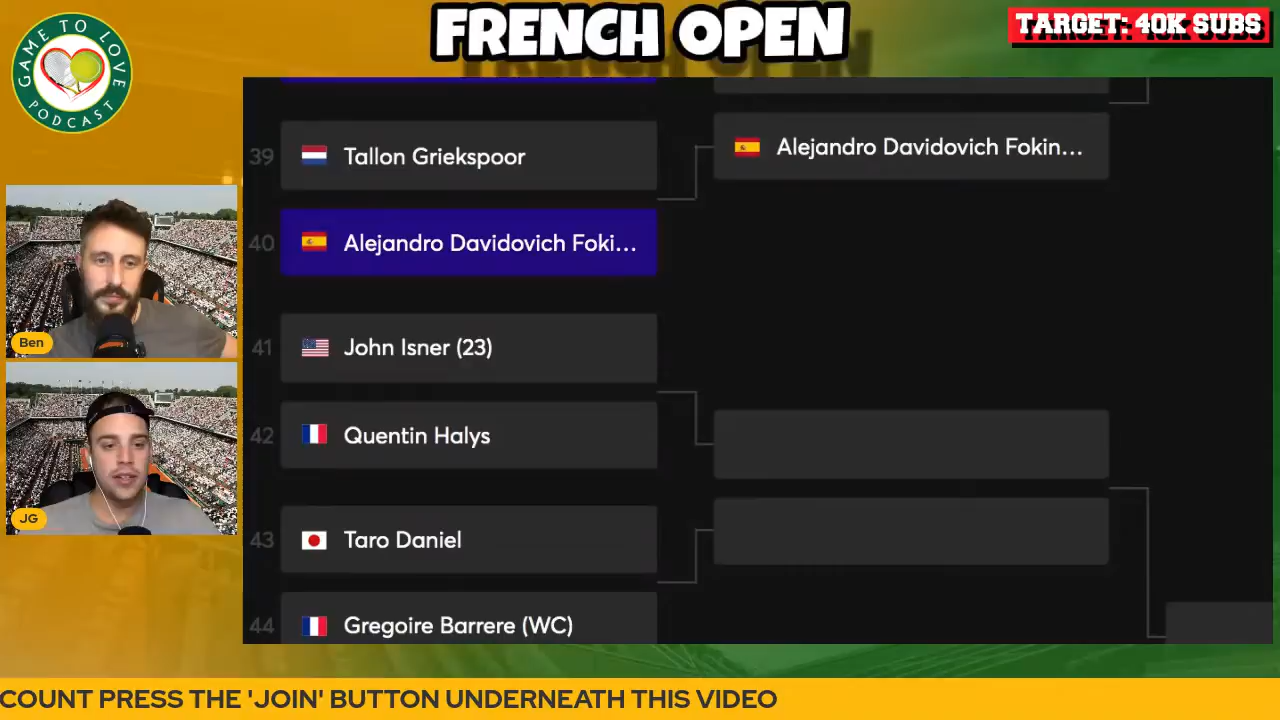 FRENCH OPEN
TARGET: 40K SUBS
GAME TO LOVE
PODCAST
39 Tallon Griekspoor
Alejandro Davidovich Fokin...
40 Alejandro Davidovich Foki...
41 John Isner (23)
42 Quentin Halys
43 Taro Daniel
44 Gregoire Barrere (WC)
Ben
JG
COUNT PRESS THE 'JOIN' BUTTON UNDERNEATH THIS VIDEO